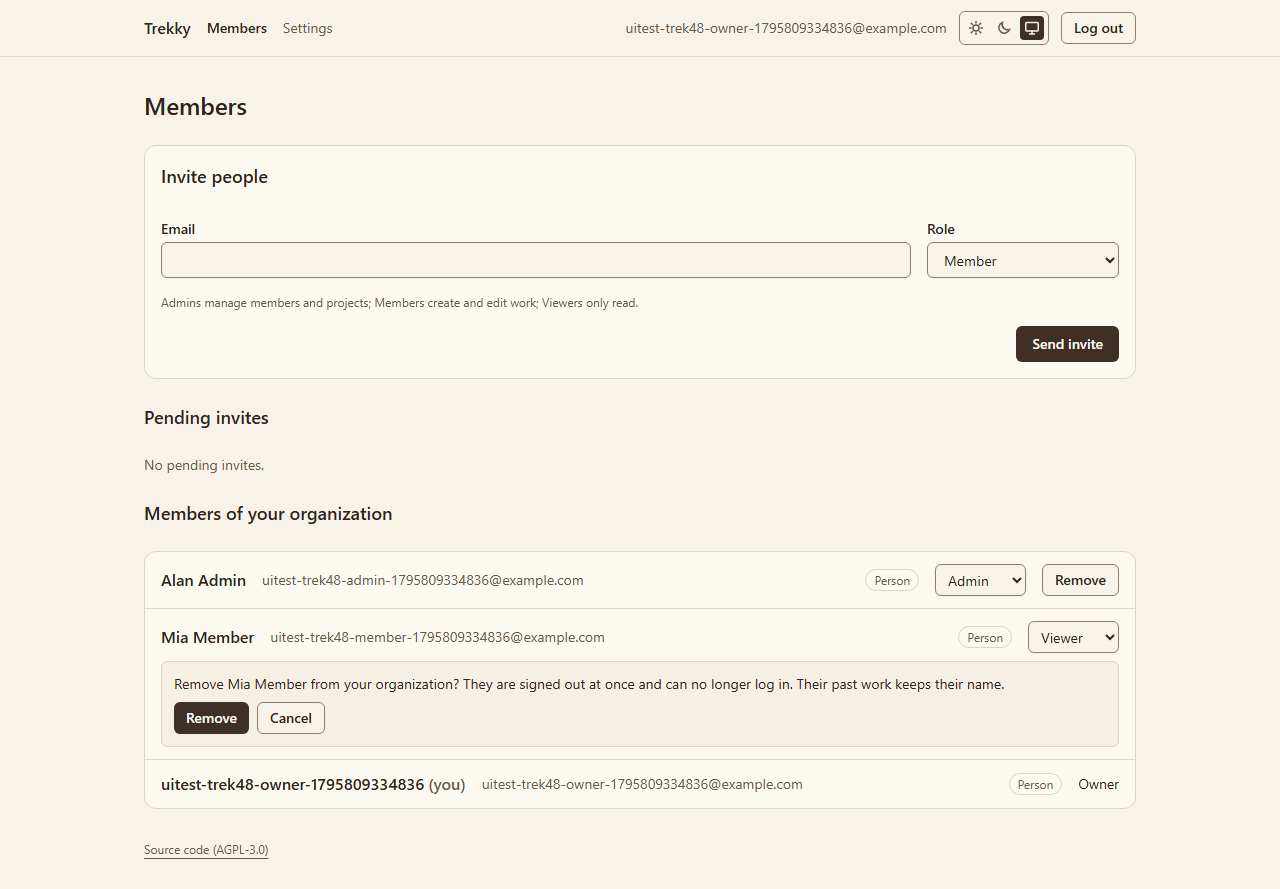 Trekky Members Settings uitest-trek48-owner-1795809334836@example.com Log out
Members
Invite people
Email Role
Member
Admins manage members and projects; Members create and edit work; Viewers only read.
Send invite
Pending invites
No pending invites.
Members of your organization
Alan Admin uitest-trek48-admin-1795809334836@example.com Person Admin Remove
Mia Member uitest-trek48-member-1795809334836@example.com Person Viewer
Remove Mia Member from your organization? They are signed out at once and can no longer log in. Their past work keeps their name.
Remove Cancel
uitest-trek48-owner-1795809334836 (you) uitest-trek48-owner-1795809334836@example.com Person Owner
Source code (AGPL-3.0)